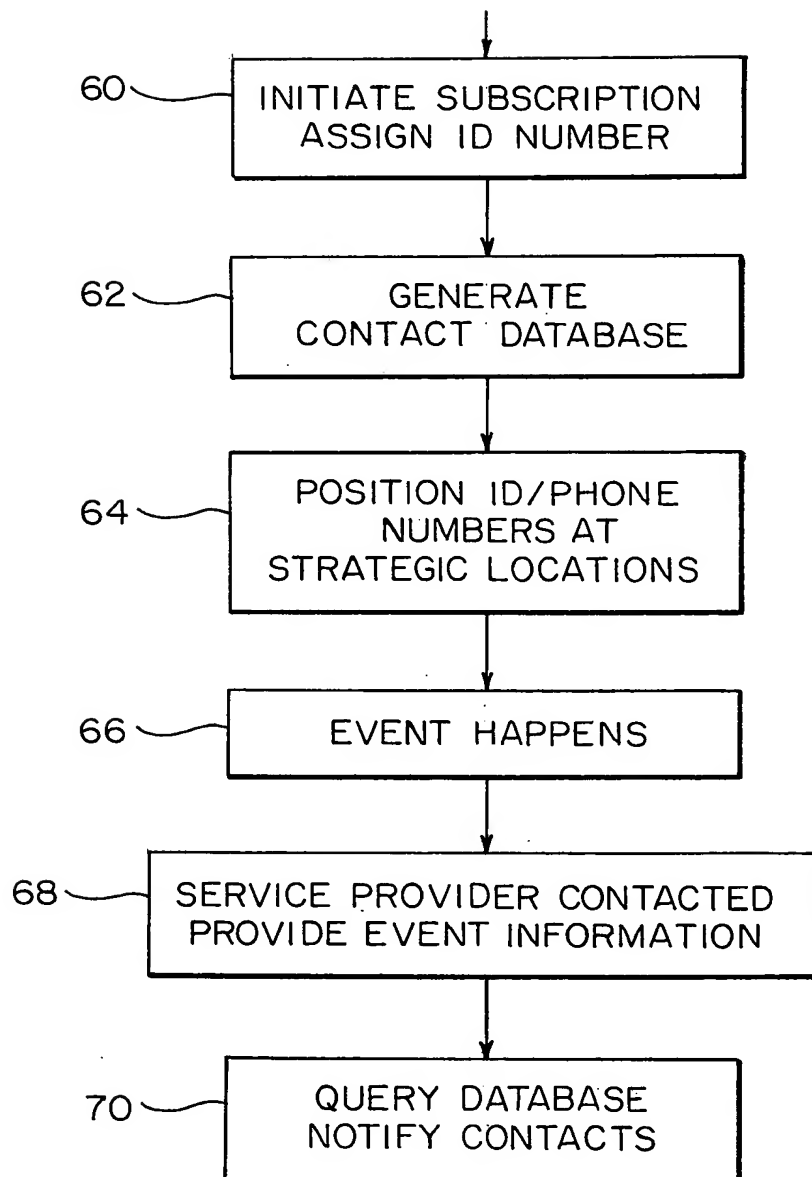 60
INITIATE SUBSCRIPTION
ASSIGN ID NUMBER
62
GENERATE
CONTACT DATABASE
64
POSITION ID/PHONE
NUMBERS AT
STRATEGIC LOCATIONS
66
EVENT HAPPENS
68
SERVICE PROVIDER CONTACTED
PROVIDE EVENT INFORMATION
70
QUERY DATABASE
NOTIFY CONTACTS